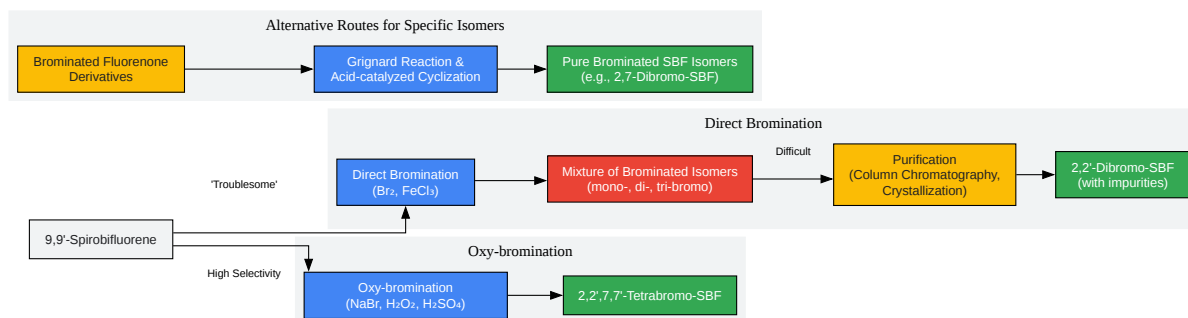 Alternative Routes for Specific Isomers
Brominated Fluorenone
Derivatives
Grignard Reaction &
Acid-catalyzed Cyclization
Pure Brominated SBF Isomers
(e.g., 2,7-Dibromo-SBF)
Direct Bromination
'Troublesome'
Direct Bromination
(Br₂, FeCl₃)
Mixture of Brominated Isomers
(mono-, di-, tri-bromo)
Difficult
Purification
(Column Chromatography,
Crystallization)
2,2'-Dibromo-SBF
(with impurities)
9,9'-Spirobifluorene
Oxy-bromination
High Selectivity
Oxy-bromination
(NaBr, H₂O₂, H₂SO₄)
2,2',7,7'-Tetrabromo-SBF